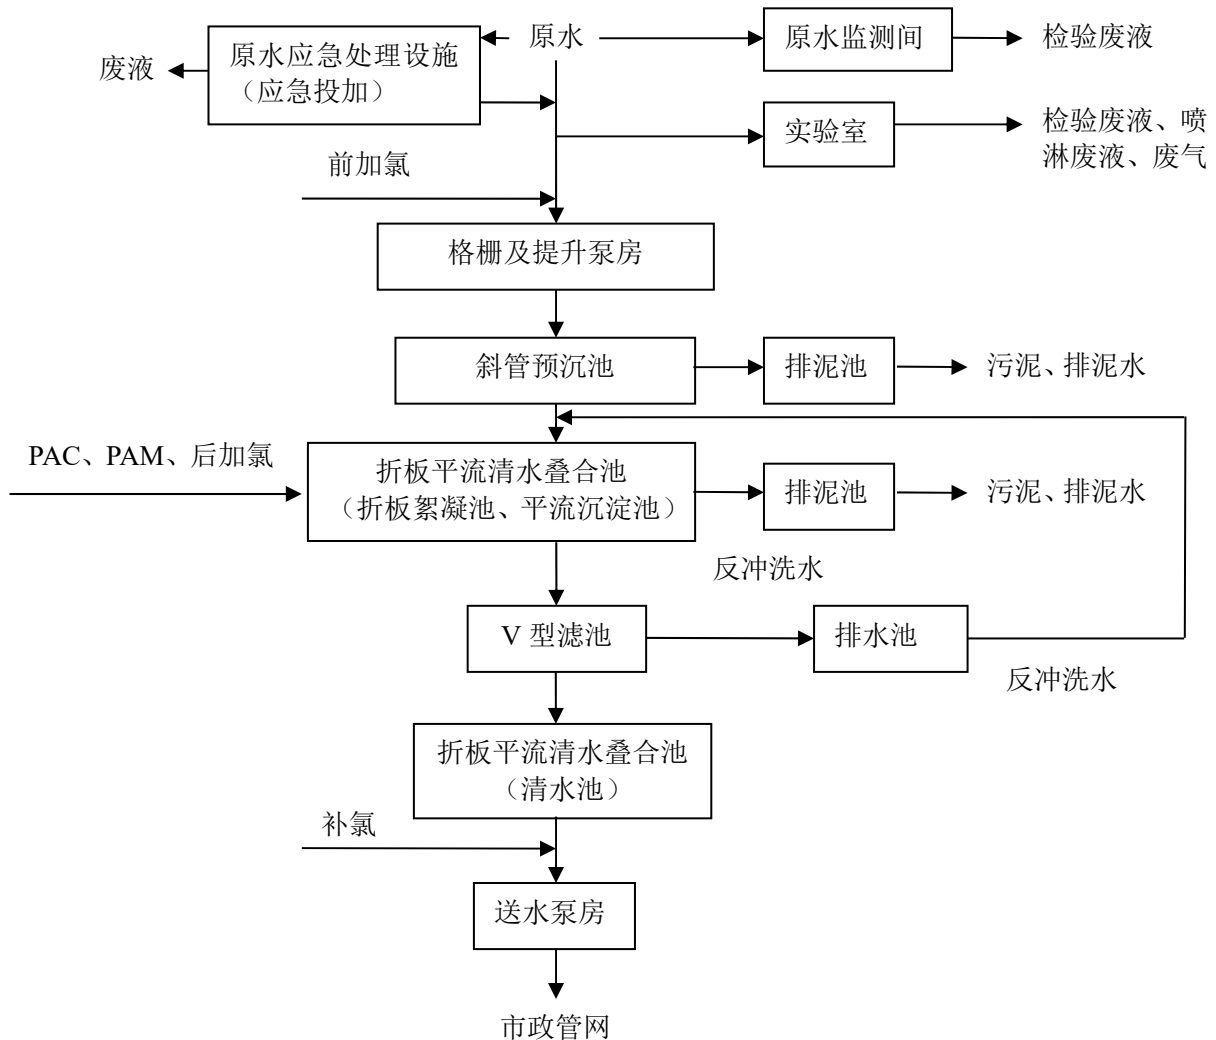 原水
原水应急处理设施
（应急投加）
废液
原水监测间
检验废液
实验室
检验废液、喷
淋废液、废气
前加氯
格栅及提升泵房
斜管预沉池
排泥池
污泥、排泥水
PAC、PAM、后加氯
折板平流清水叠合池
（折板絮凝池、平流沉淀池）
排泥池
污泥、排泥水
反冲洗水
V 型滤池
排水池
反冲洗水
折板平流清水叠合池
（清水池）
补氯
送水泵房
市政管网